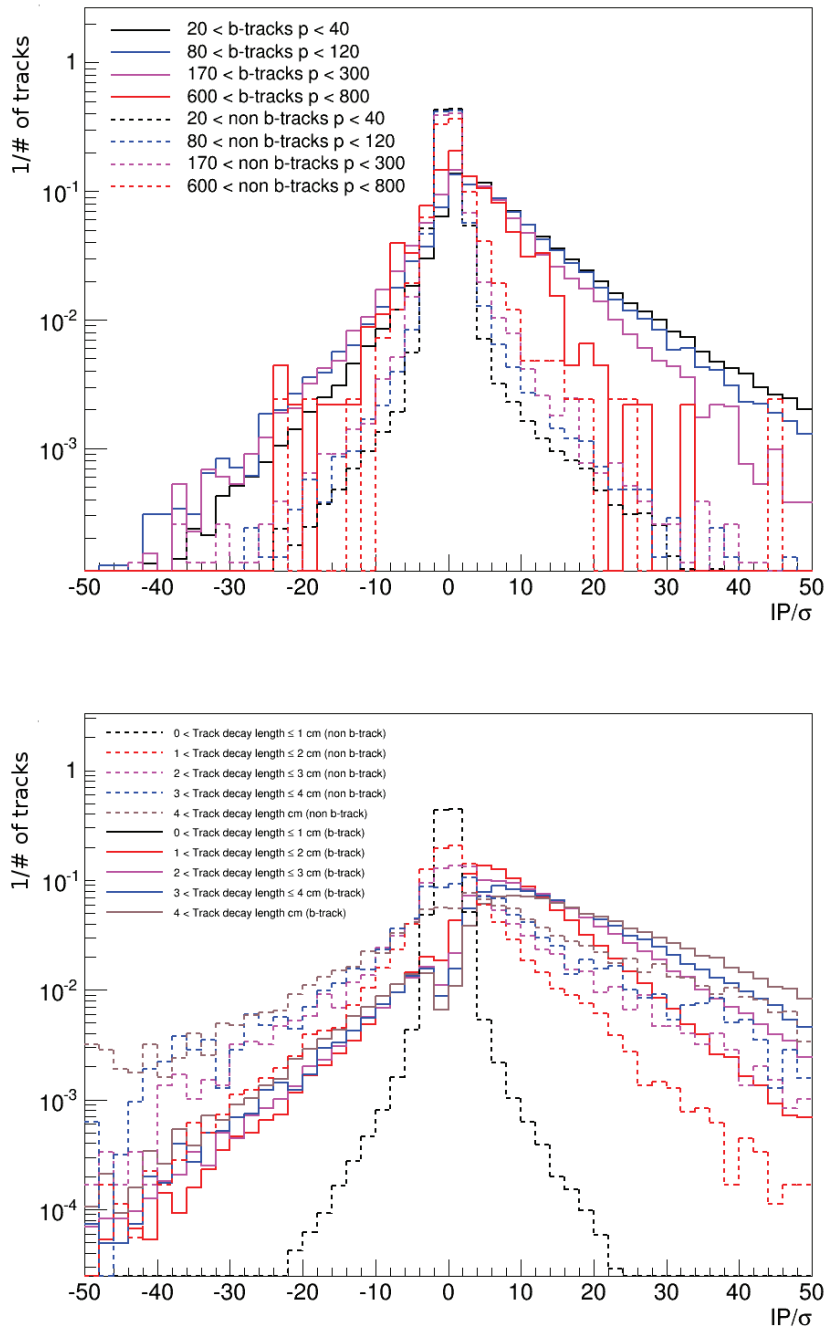 1/# of tracks
1
10-1
10-2
10-3
20 < b-tracks p < 40
80 < b-tracks p < 120
170 < b-tracks p < 300
600 < b-tracks p < 800
20 < non b-tracks p < 40
80 < non b-tracks p < 120
170 < non b-tracks p < 300
600 < non b-tracks p < 800
-50 -40 -30 -20 -10 0 10 20 30 40 50
IP/σ
1/# of tracks
1
10-1
10-2
10-3
10-4
0 < Track decay length ≤ 1 cm (non b-track)
1 < Track decay length ≤ 2 cm (non b-track)
2 < Track decay length ≤ 3 cm (non b-track)
3 < Track decay length ≤ 4 cm (non b-track)
4 < Track decay length cm (non b-track)
0 < Track decay length ≤ 1 cm (b-track)
1 < Track decay length ≤ 2 cm (b-track)
2 < Track decay length ≤ 3 cm (b-track)
3 < Track decay length ≤ 4 cm (b-track)
4 < Track decay length cm (b-track)
-50 -40 -30 -20 -10 0 10 20 30 40 50
IP/σ